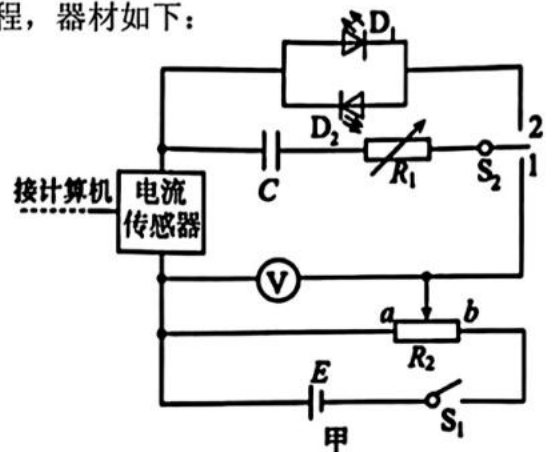 程，器材如下：
D₁
D₂
2
C
R₁
S₂
1
接计算机
电流
传感器
V
a
b
R₂
E
S₁
甲